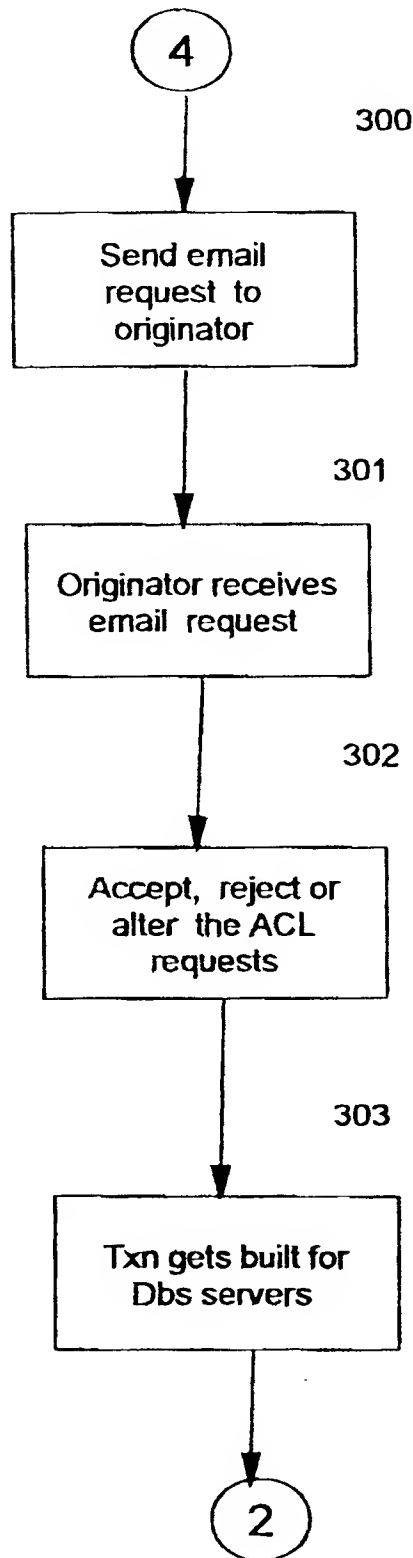 4
300
Send email
request to
originator
301
Originator receives
email request
302
Accept, reject or
alter the ACL
requests
303
Txn gets built for
Dbs servers
2